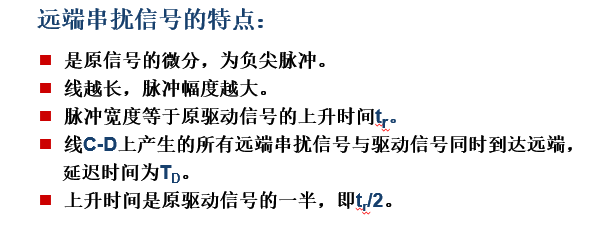 远端串扰信号的特点：
是原信号的微分，为负尖脉冲。
线越长，脉冲幅度越大。
脉冲宽度等于原驱动信号的上升时间tr。
线C-D上产生的所有远端串扰信号与驱动信号同时到达远端，
延迟时间为TD。
上升时间是原驱动信号的一半，即tr/2。